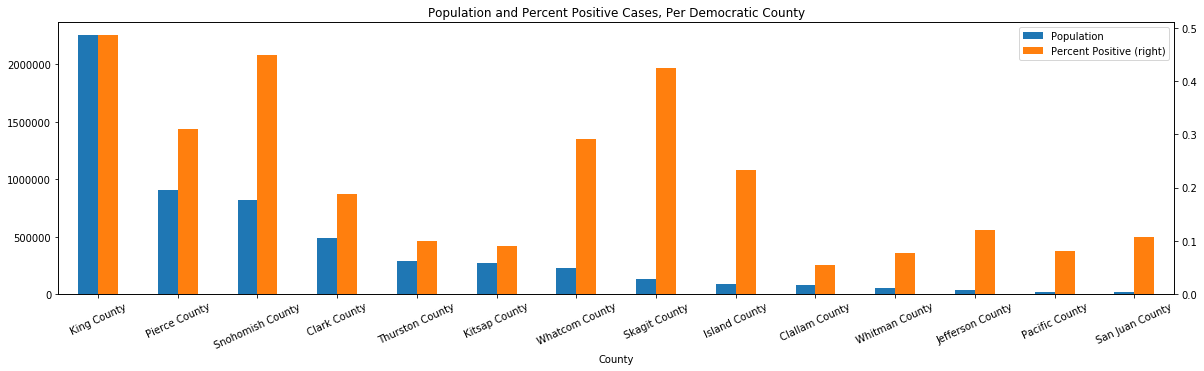 Population and Percent Positive Cases, Per Democratic County
Population
Percent Positive (right)
2000000
1500000
1000000
500000
0
0.5
0.4
0.3
0.2
0.1
0.0
King County
Pierce County
Snohomish County
Clark County
Thurston County
Kitsap County
Whatcom County
Skagit County
Island County
Clallam County
Whitman County
Jefferson County
Pacific County
San Juan County
County